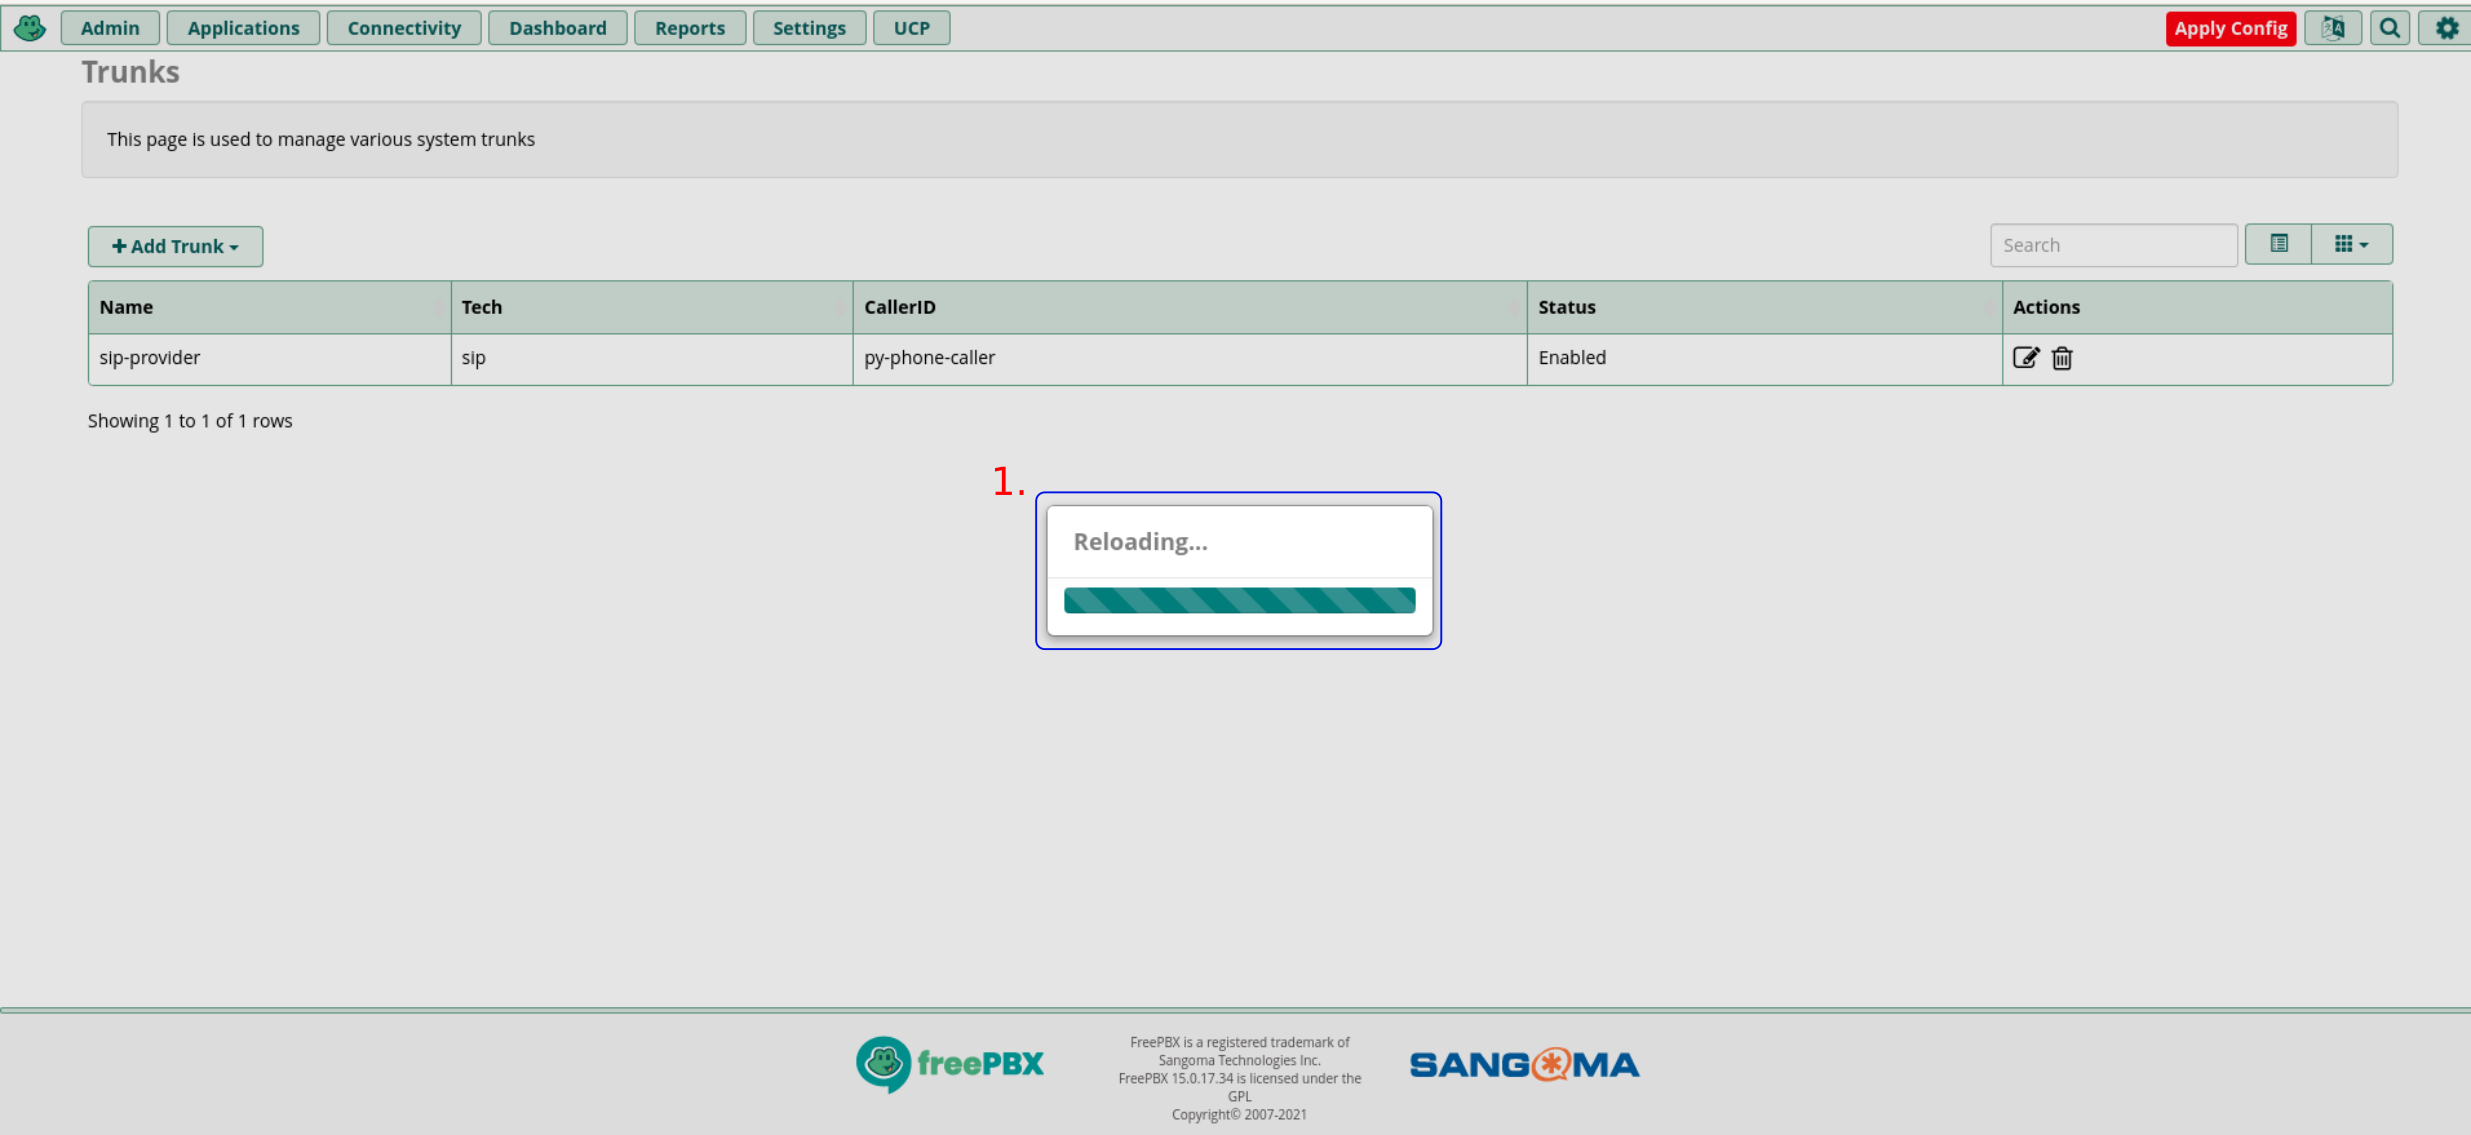 Admin Applications Connectivity Dashboard Reports Settings UCP Apply Config
Trunks
This page is used to manage various system trunks
Add Trunk Search
Name Tech CallerID Status Actions
sip-provider sip py-phone-caller Enabled
Showing 1 to 1 of 1 rows
1.
Reloading...
freePBX
FreePBX is a registered trademark of
Sangoma Technologies Inc.
FreePBX 15.0.17.34 is licensed under the
GPL
Copyright© 2007-2021
SANGOMA